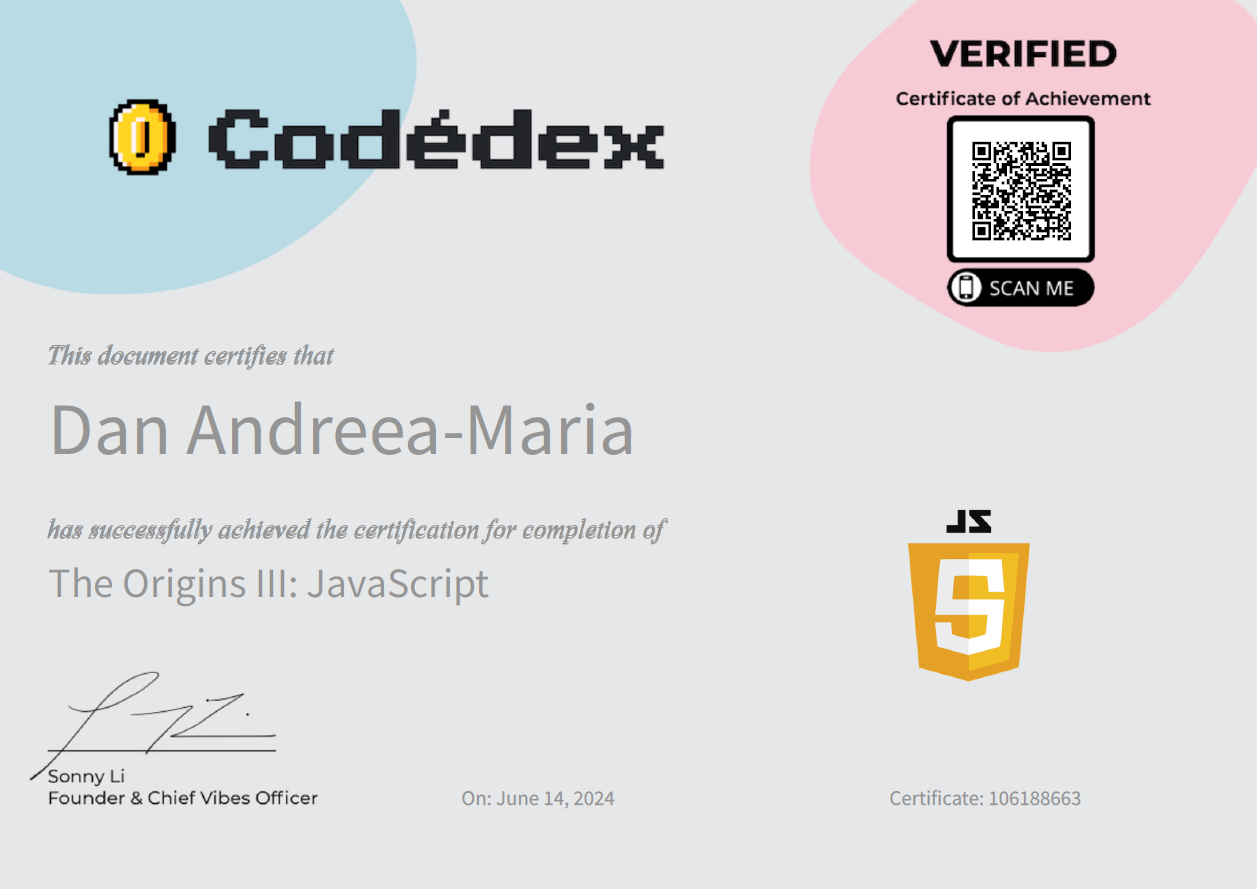 Codédex
VERIFIED
Certificate of Achievement
SCAN ME
This document certifies that
Dan Andreea-Maria
has successfully achieved the certification for completion of
The Origins III: JavaScript
JS
Sonny Li
Founder & Chief Vibes Officer
On: June 14, 2024
Certificate: 106188663